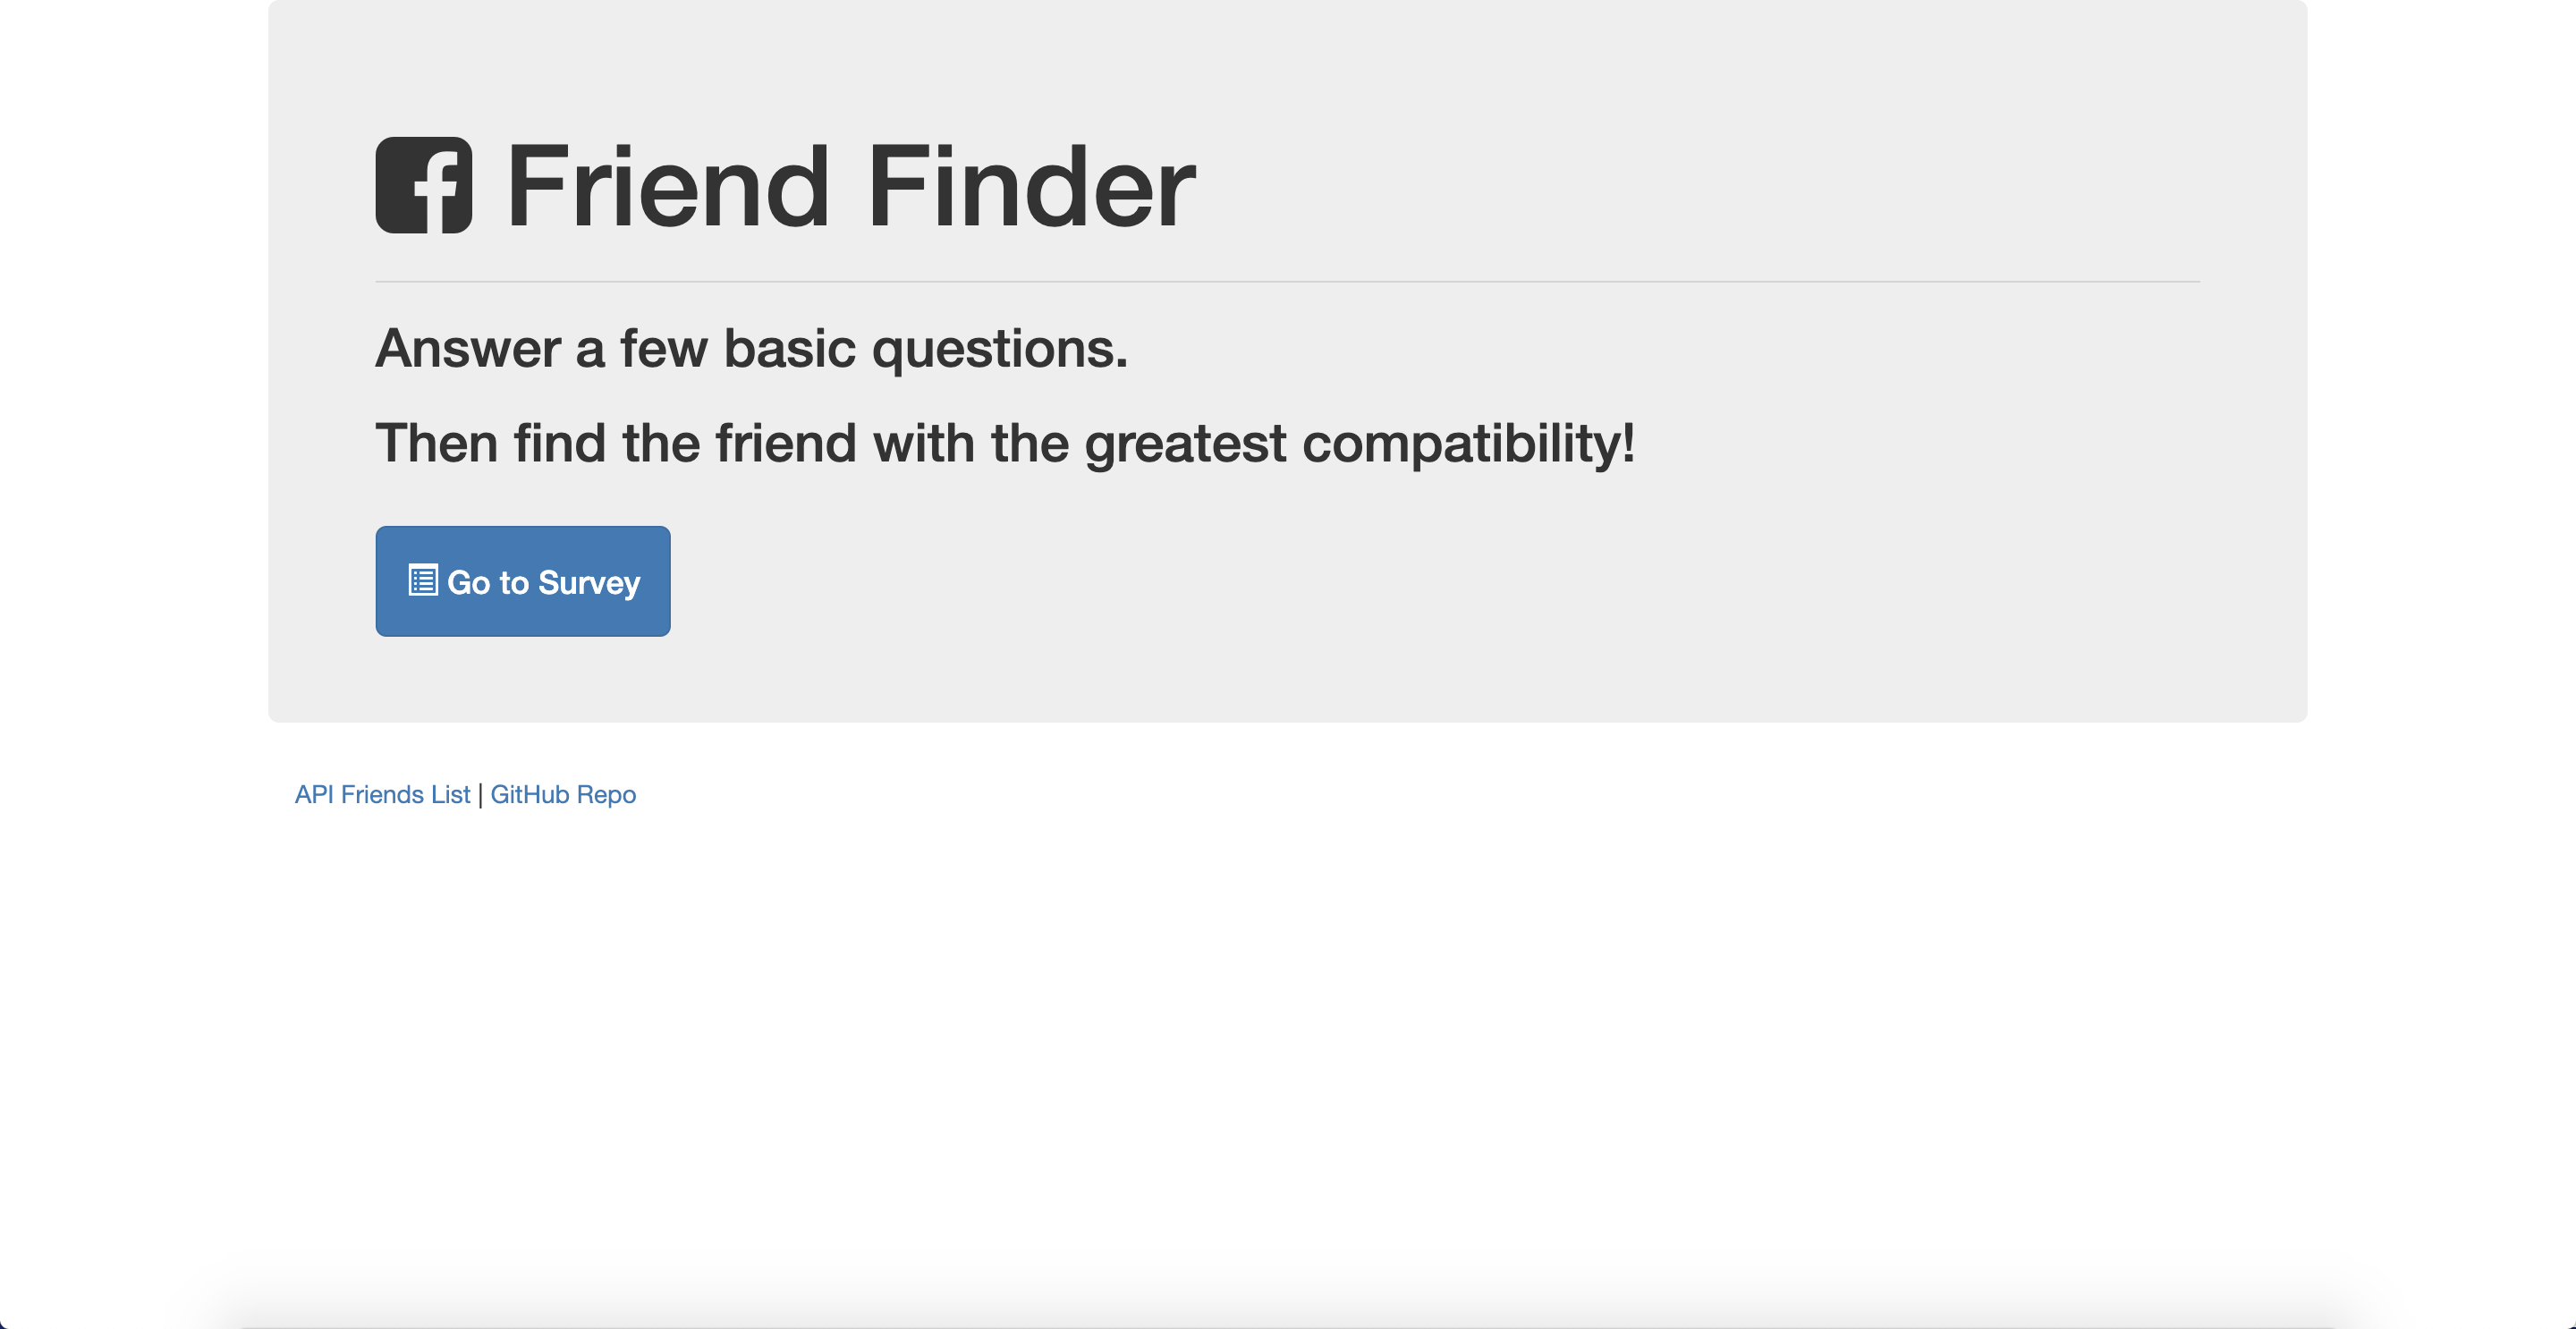 Friend Finder
Answer a few basic questions.
Then find the friend with the greatest compatibility!
Go to Survey
API Friends List | GitHub Repo